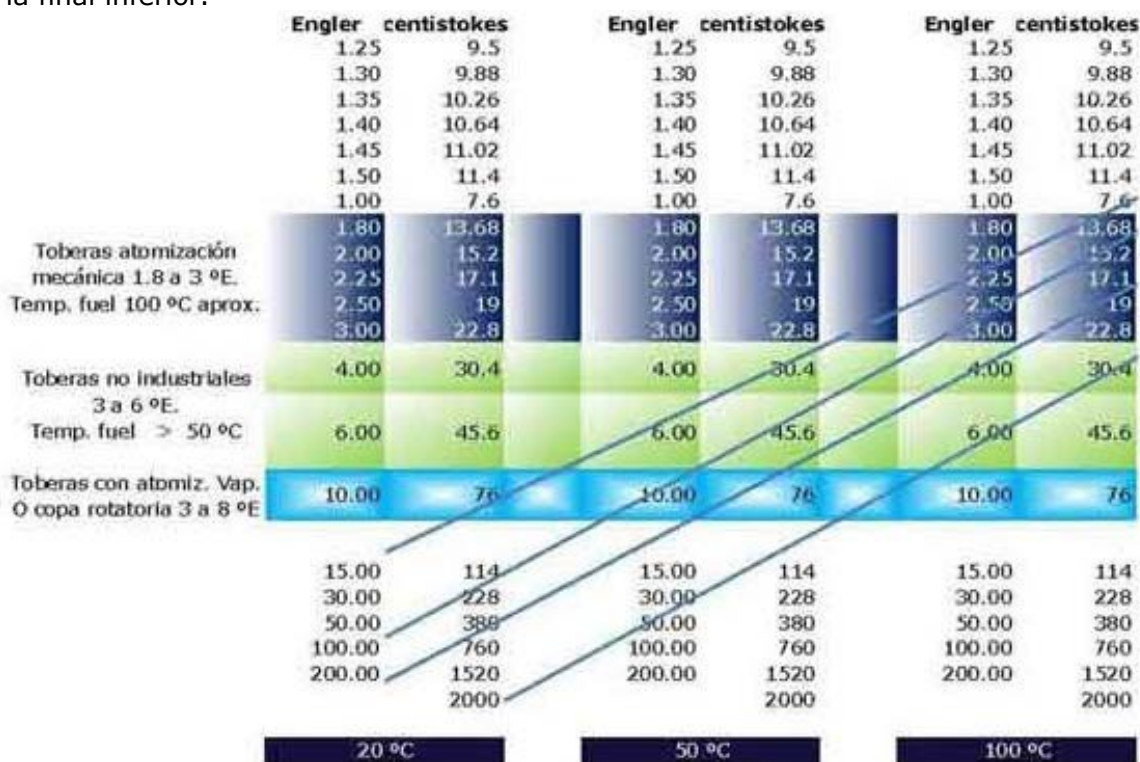 la final inferior.
Engler centistokes Engler centistokes Engler centistokes
1.25 9.5 1.25 9.5 1.25 9.5
1.30 9.88 1.30 9.88 1.30 9.88
1.35 10.26 1.35 10.26 1.35 10.26
1.40 10.64 1.40 10.64 1.40 10.64
1.45 11.02 1.45 11.02 1.45 11.02
1.50 11.4 1.50 11.4 1.50 11.4
1.00 7.6 1.00 7.6 1.00 7.6
1.80 13.68 1.80 13.68 1.80 13.68
Toberas atomización
2.00 15.2 2.00 15.2 2.00 15.2
mecánica 1.8 a 3 ºE.
2.25 17.1 2.25 17.1 2.25 17.1
Temp. fuel 100 ºC aprox.
2.50 19 2.50 19 2.50 19
3.00 22.8 3.00 22.8 3.00 22.8
4.00 30.4 4.00 30.4 4.00 30.4
Toberas no industriales
3 a 6 ºE.
Temp. fuel > 50 ºC
6.00 45.6 6.00 45.6 6.00 45.6
Toberas con atomiz. Vap.
O copa rotatoria 3 a 8 ºE
10.00 76 10.00 76 10.00 76
15.00 114 15.00 114 15.00 114
30.00 228 30.00 228 30.00 228
50.00 380 50.00 380 50.00 380
100.00 760 100.00 760 100.00 760
200.00 1520 200.00 1520 200.00 1520
2000 2000 2000
20 ºC 50 ºC 100 ºC